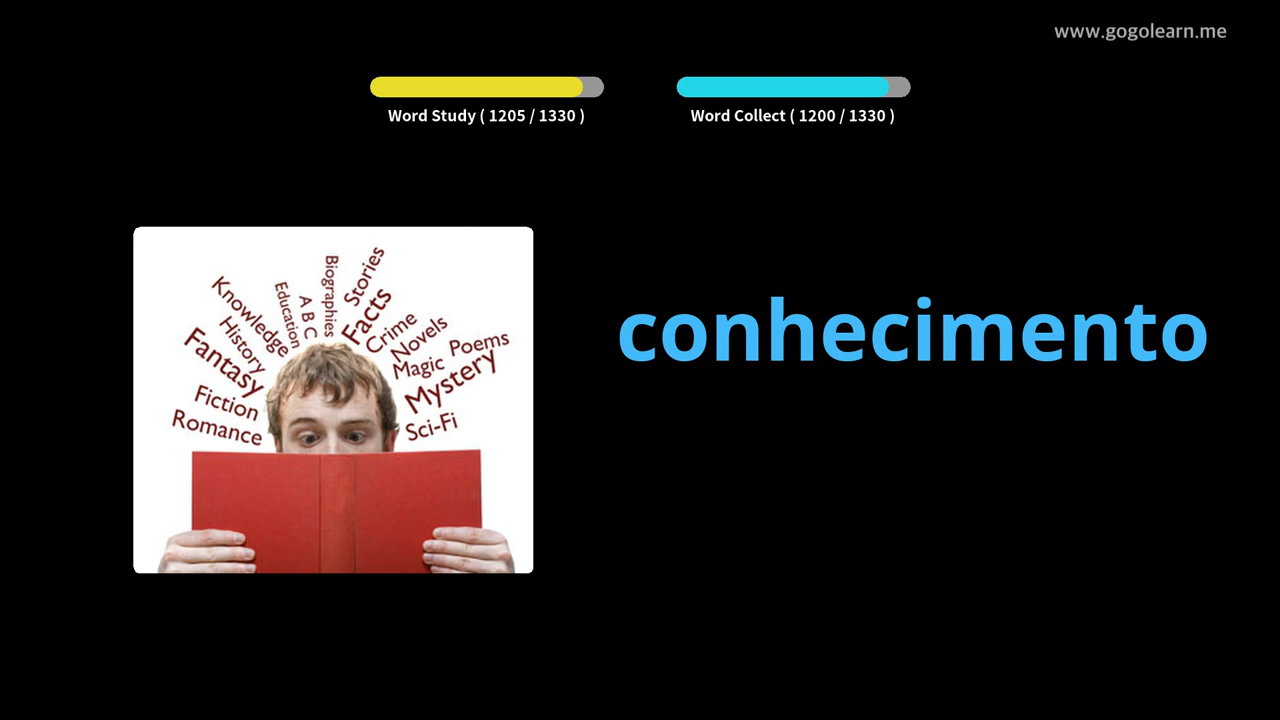 www.gogolearn.me
Word Study ( 1205 / 1330 )
Word Collect ( 1200 / 1330 )
Knowledge
Education
A B C
Biographies
Stories
Facts
Crime
Novels
Poems
History
Fantasy
Magic
Mystery
Fiction
Romance
Sci-Fi
conhecimento